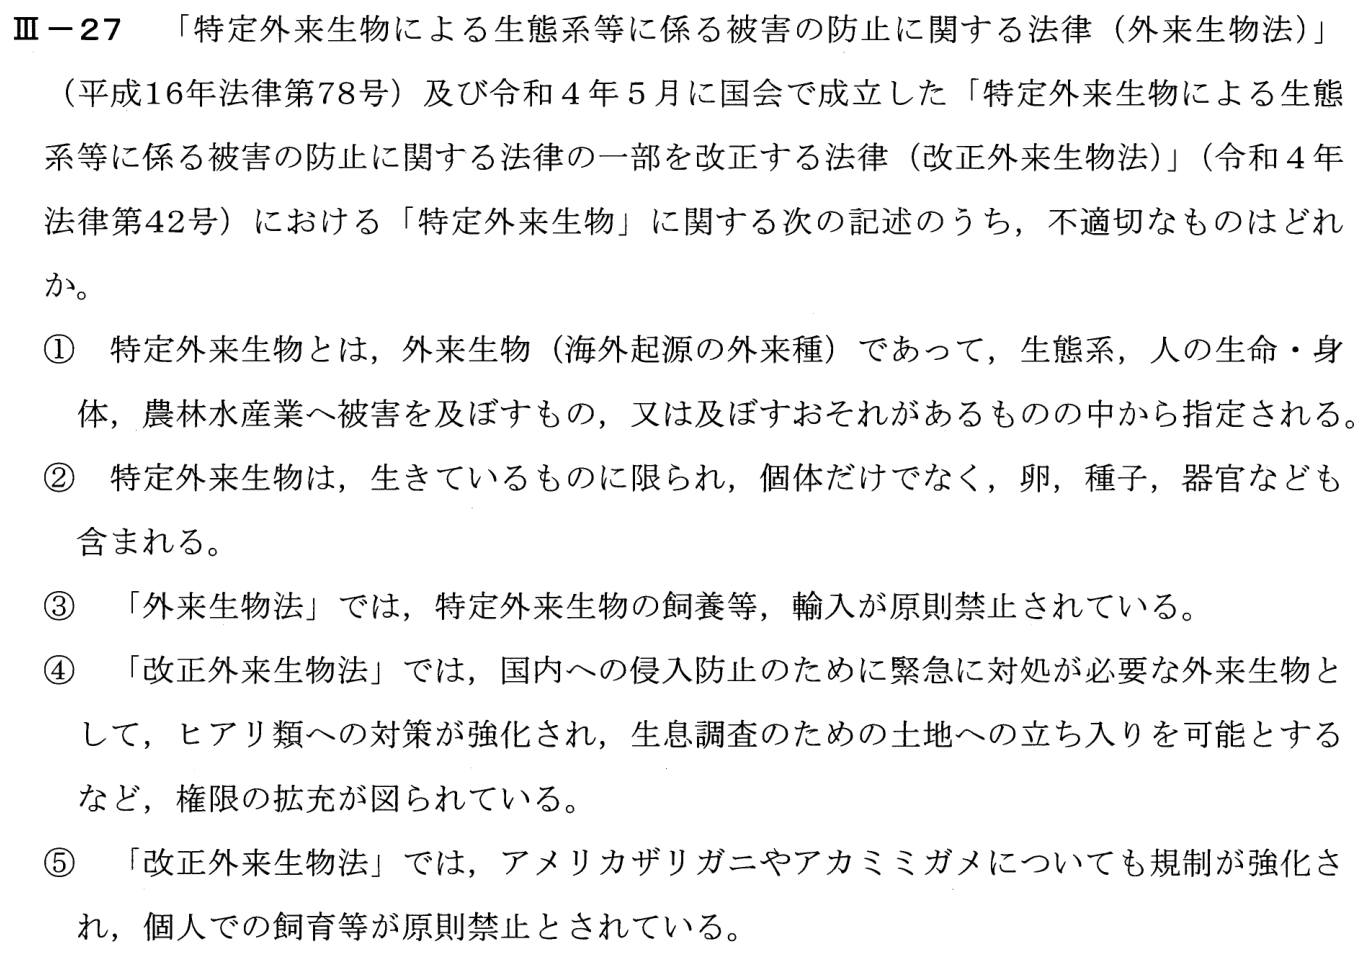 Ⅲ－27　「特定外来生物による生態系等に係る被害の防止に関する法律（外来生物法）」
（平成16年法律第78号）及び令和４年５月に国会で成立した「特定外来生物による生態
系等に係る被害の防止に関する法律の一部を改正する法律（改正外来生物法）」（令和４年
法律第42号）における「特定外来生物」に関する次の記述のうち，不適切なものはどれ
か。
①　特定外来生物とは，外来生物（海外起源の外来種）であって，生態系，人の生命・身
体，農林水産業へ被害を及ぼすもの，又は及ぼすおそれがあるものの中から指定される。
②　特定外来生物は，生きているものに限られ，個体だけでなく，卵，種子，器官なども
含まれる。
③　「外来生物法」では，特定外来生物の飼養等，輸入が原則禁止されている。
④　「改正外来生物法」では，国内への侵入防止のために緊急に対処が必要な外来生物と
して，ヒアリ類への対策が強化され，生息調査のための土地への立ち入りを可能とする
など，権限の拡充が図られている。
⑤　「改正外来生物法」では，アメリカザリガニやアカミミガメについても規制が強化さ
れ，個人での飼育等が原則禁止とされている。